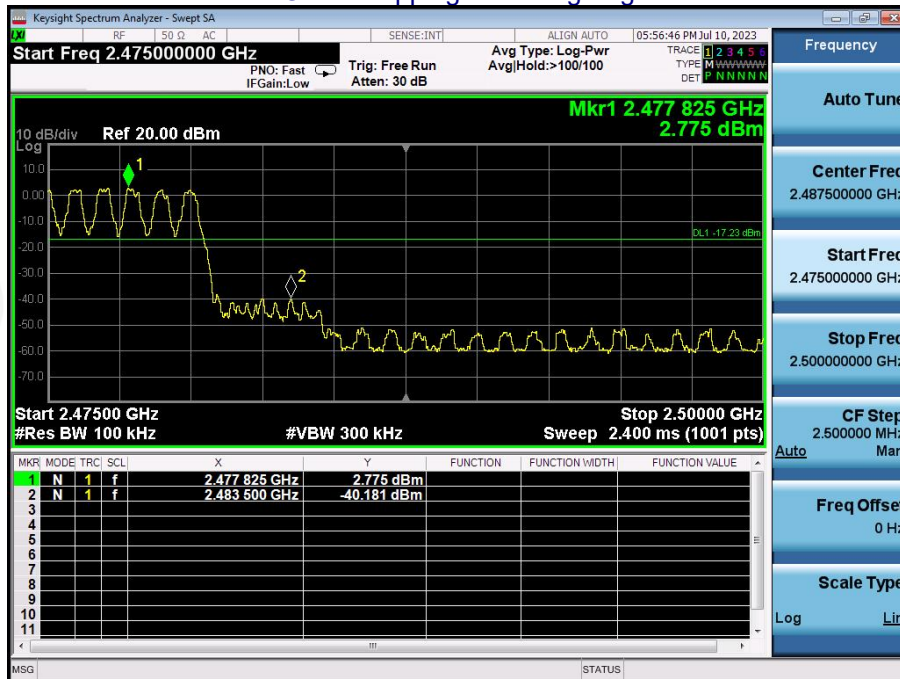 Keysight Spectrum Analyzer - Swept SA
LXI RF 50 Ω AC SENSE:INT ALIGN AUTO 05:56:46 PM Jul 10, 2023
Start Freq 2.475000000 GHz
PNO: Fast
IFGain:Low
Trig: Free Run
Atten: 30 dB
Avg Type: Log-Pwr
Avg|Hold:>100/100
TRACE 1 2 3 4 5 6
TYPE M WWWWW
DET P N N N N N
Mkr1 2.477 825 GHz
2.775 dBm
10 dB/div Ref 20.00 dBm
Log
10.0
0.00
-10.0
-20.0
-30.0
-40.0
-50.0
-60.0
-70.0
1
2
DL1 -17.23 dBm
Start 2.47500 GHz Stop 2.50000 GHz
#Res BW 100 kHz #VBW 300 kHz Sweep 2.400 ms (1001 pts)
MKR MODE TRC SCL X Y FUNCTION FUNCTION WIDTH FUNCTION VALUE
1 N 1 f 2.477 825 GHz 2.775 dBm
2 N 1 f 2.483 500 GHz -40.181 dBm
3
4
5
6
7
8
9
10
11
MSG STATUS
Frequency
Auto Tune
Center Freq
2.487500000 GHz
Start Freq
2.475000000 GHz
Stop Freq
2.500000000 GHz
CF Step
2.500000 MHz
Auto Man
Freq Offset
0 Hz
Scale Type
Log Lin